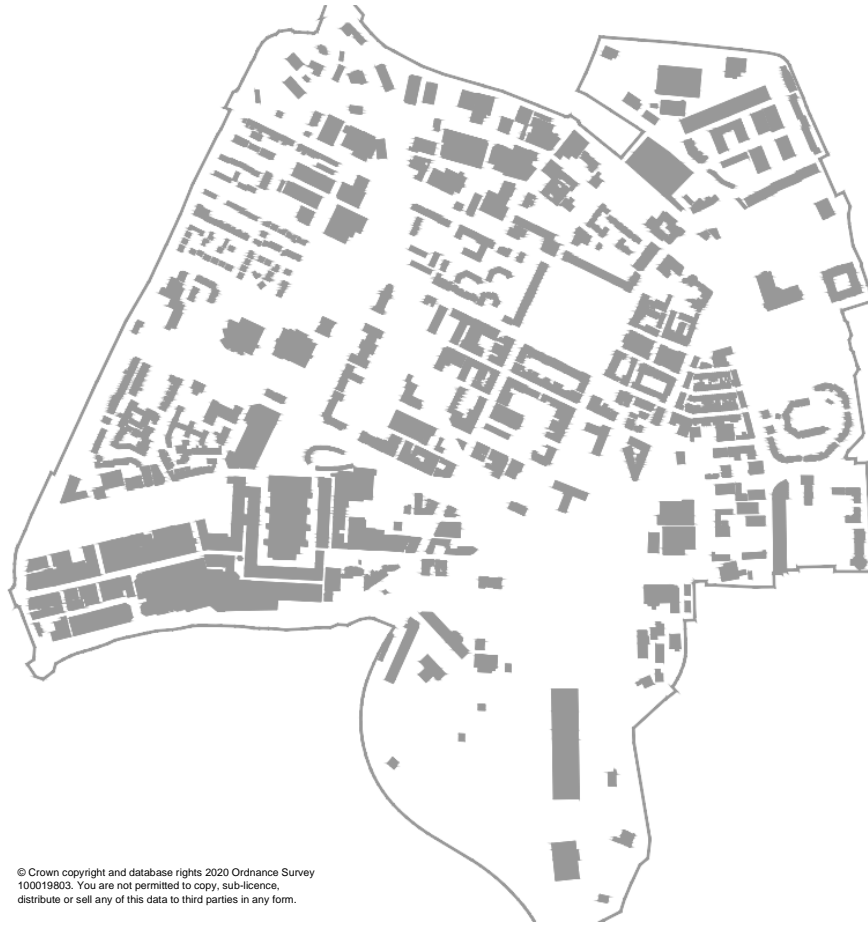 © Crown copyright and database rights 2020 Ordnance Survey
100019803. You are not permitted to copy, sub-licence,
distribute or sell any of this data to third parties in any form.